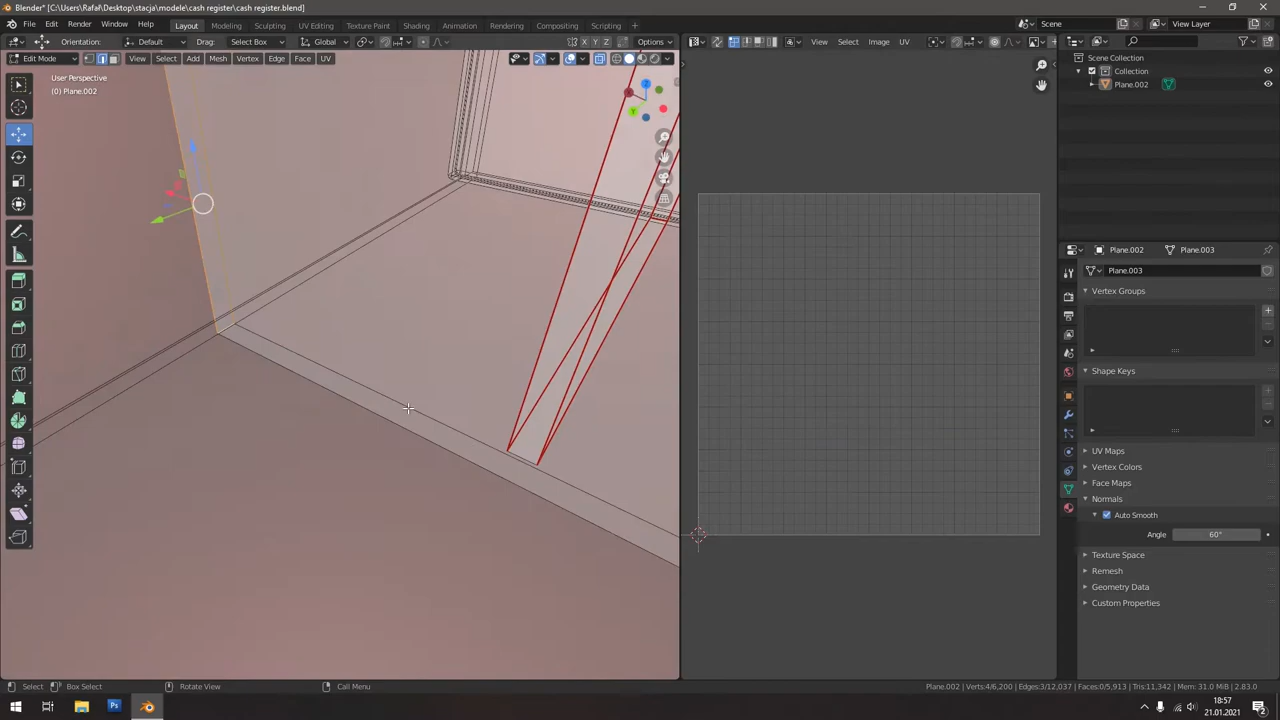 Blender* [C:\Users\Rafał\Desktop\stacja\modele\cash register\cash register.blend]
File Edit Render Window Help Layout Modeling Sculpting UV Editing Texture Paint Shading Animation Rendering Compositing Scripting + Scene View Layer
Orientation: Default Drag: Select Box Global X Y Z Options View Select Image UV
Edit Mode View Select Add Mesh Vertex Edge Face UV
User Perspective
(0) Plane.002
Scene Collection
Collection
Plane.002
Plane.002 Plane.003
Plane.003
Vertex Groups
Shape Keys
UV Maps
Vertex Colors
Face Maps
Normals
Auto Smooth
Angle 60°
Texture Space
Remesh
Geometry Data
Custom Properties
Select Box Select Rotate View Call Menu Plane.002 | Verts:4/6,200 | Edges:3/12,037 | Faces:0/5,913 | Tris:11,342 | Mem: 31.0 MiB | 2.83.0
18:57
21.01.2021